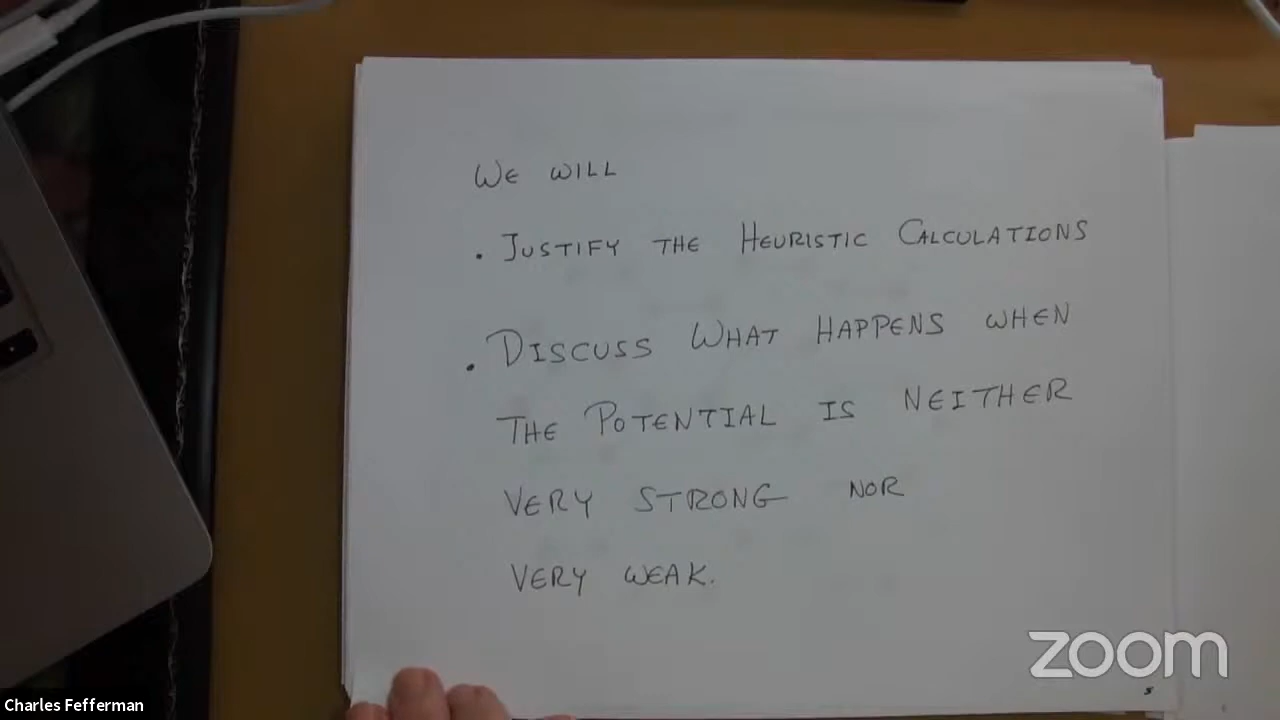 WE WILL
. JUSTIFY THE HEURISTIC CALCULATIONS
. DISCUSS WHAT HAPPENS WHEN
THE POTENTIAL IS NEITHER
VERY STRONG NOR
VERY WEAK.
zoom
5
Charles Fefferman